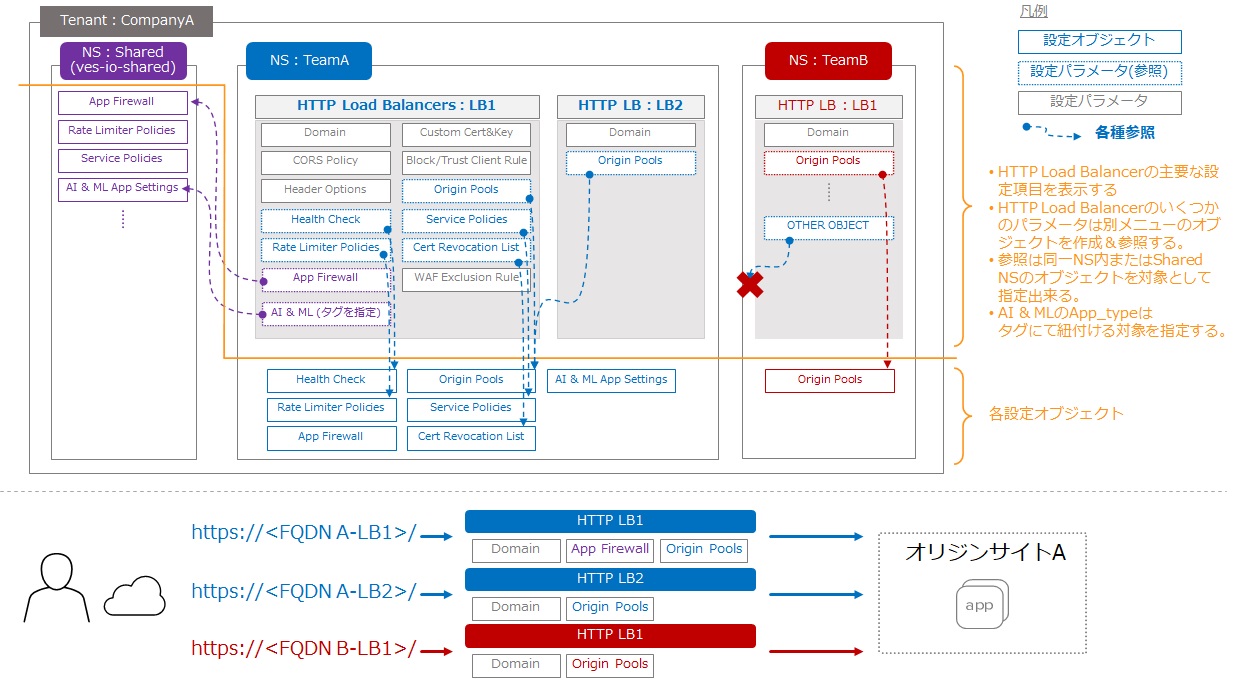 Tenant：CompanyA
NS：Shared
(ves-io-shared)
App Firewall
Rate Limiter Policies
Service Policies
AI & ML App Settings
NS：TeamA
HTTP Load Balancers：LB1
Domain
CORS Policy
Header Options
Health Check
Rate Limiter Policies
App Firewall
AI & ML (タグを指定)
Custom Cert&Key
Block/Trust Client Rule
Origin Pools
Service Policies
Cert Revocation List
WAF Exclusion Rule
HTTP LB：LB2
Domain
Origin Pools
Health Check
Rate Limiter Policies
App Firewall
Origin Pools
Service Policies
Cert Revocation List
AI & ML App Settings
NS：TeamB
HTTP LB：LB1
Domain
Origin Pools
OTHER OBJECT
Origin Pools
凡例
設定オブジェクト
設定パラメータ(参照)
設定パラメータ
各種参照
• HTTP Load Balancerの主要な設
定項目を表示する
• HTTP Load Balancerのいくつか
のパラメータは別メニューのオブ
ジェクトを作成＆参照する。
• 参照は同一NS内またはShared
NSのオブジェクトを対象として
指定出来る。
• AI & MLのApp_typeは
タグにて紐付ける対象を指定する。
各設定オブジェクト
https://<FQDN A-LB1>/
HTTP LB1
Domain
App Firewall
Origin Pools
https://<FQDN A-LB2>/
HTTP LB2
Domain
Origin Pools
https://<FQDN B-LB1>/
HTTP LB1
Domain
Origin Pools
オリジンサイトA
app